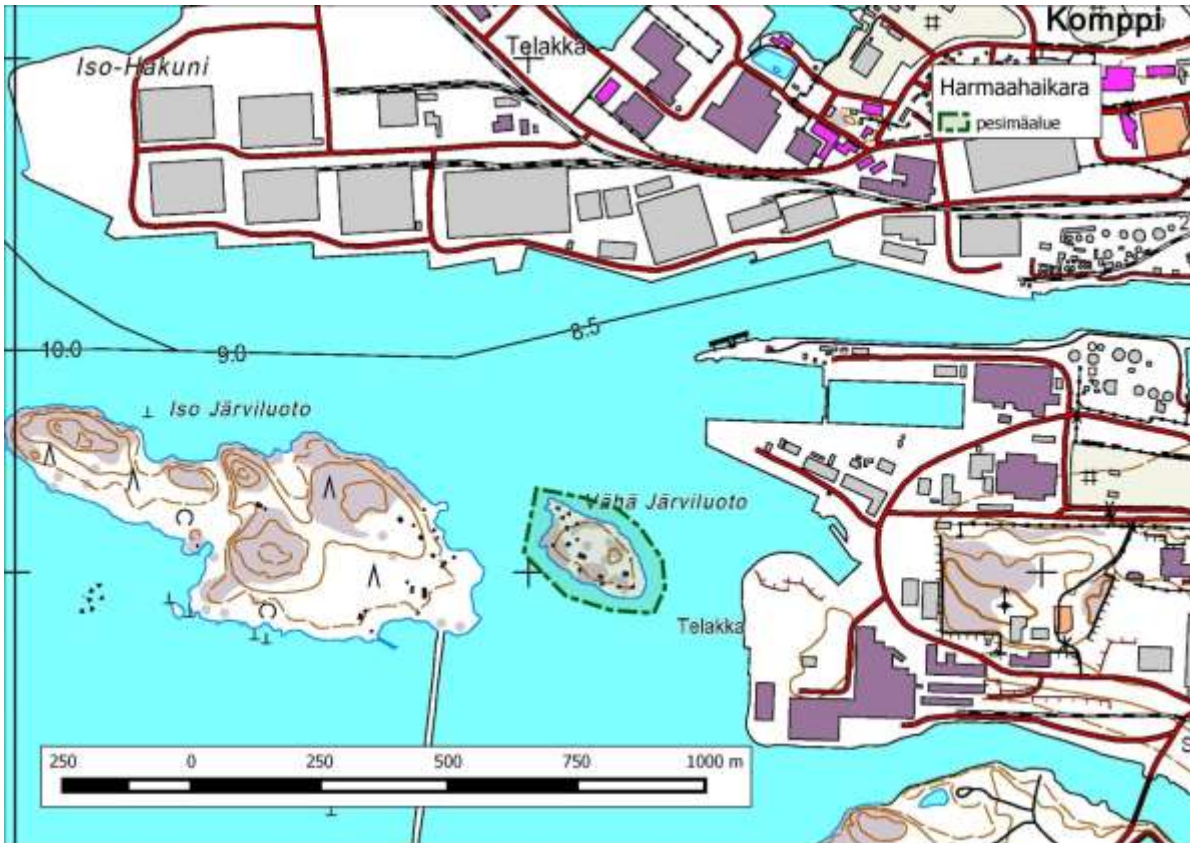 Komppi
Telakka
Iso-Hakuni
Harmaahaikara
pesimäalue
8.5
10.0
9.0
Iso Järviluoto
Vähä Järviluoto
Telakka
S
250 0 250 500 750 1000 m